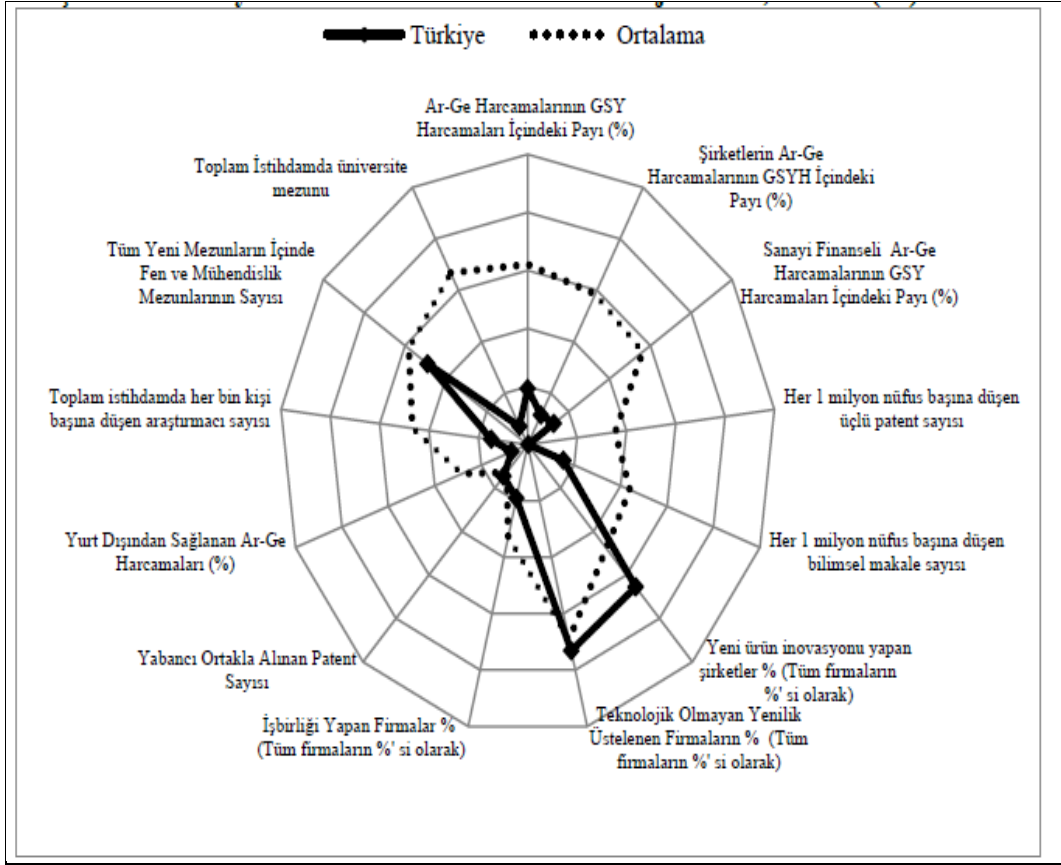 Türkiye
Ortalama
Ar-Ge Harcamalarının GSY
Harcamaları İçindeki Payı (%)
Şirketlerin Ar-Ge
Harcamalarının GSYH İçindeki
Payı (%)
Sanayi Finanseli Ar-Ge
Harcamalarının GSY
Harcamaları İçindeki Payı (%)
Her 1 milyon nüfus başına düşen
üçlü patent sayısı
Her 1 milyon nüfus başına düşen
bilimsel makale sayısı
Yeni ürün inovasyonu yapan
şirketler % (Tüm firmaların
%' si olarak)
Teknolojik Olmayan Yenilik
Üstelenen Firmaların % (Tüm
firmaların %' si olarak)
İşbirliği Yapan Firmalar %
(Tüm firmaların %' si olarak)
Yabancı Ortakla Alınan Patent
Sayısı
Yurt Dışından Sağlanan Ar-Ge
Harcamaları (%)
Toplam istihdamda her bin kişi
başına düşen araştırmacı sayısı
Tüm Yeni Mezunların İçinde
Fen ve Mühendislik
Mezunlarının Sayısı
Toplam İstihdamda üniversite
mezunu